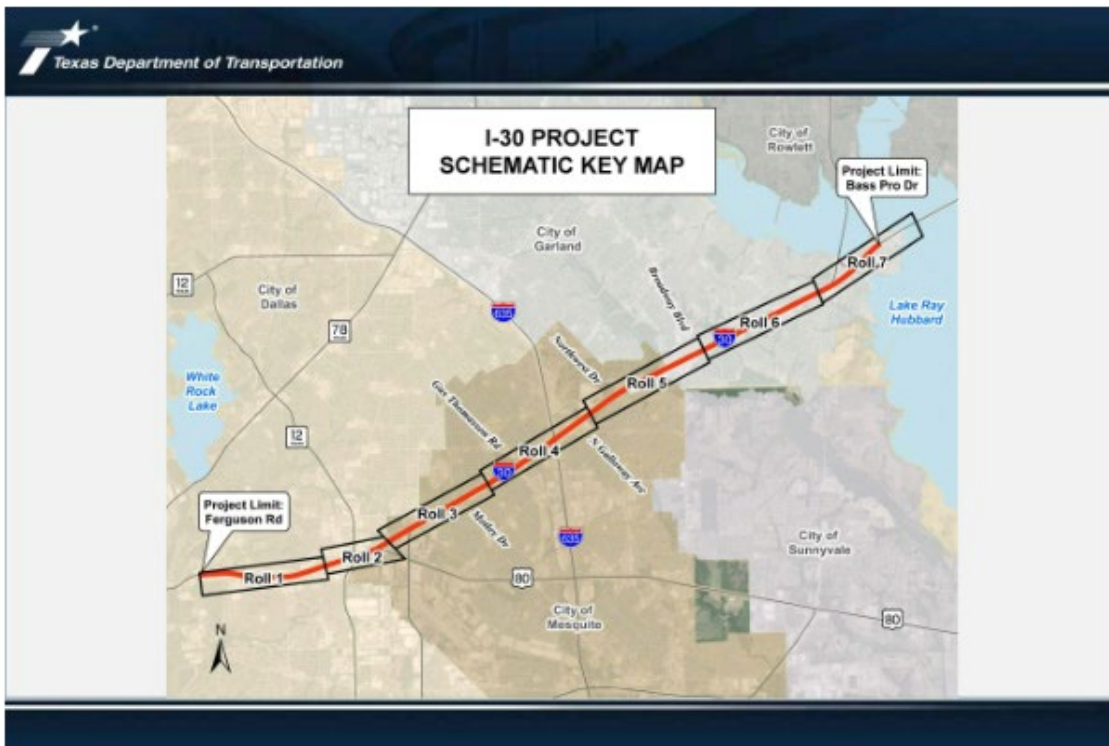 Texas Department of Transportation
I-30 PROJECT
SCHEMATIC KEY MAP
City of
Rowlett
Project Limit:
Bass Pro Dr
City of
Garland
Roll 7
12
City of
Dallas
Broadway Blvd
Lake Ray
Hubbard
635
Roll 6
78
30
Northwest Dr
White
Rock
Lake
Roll 5
Gus Thomasson Rd
12
Roll 4
N Galloway Ave
30
Project Limit:
Ferguson Rd
Roll 3
Motley Dr
635
City of
Sunnyvale
Roll 2
Roll 1
80
City of
Mesquite
80
N